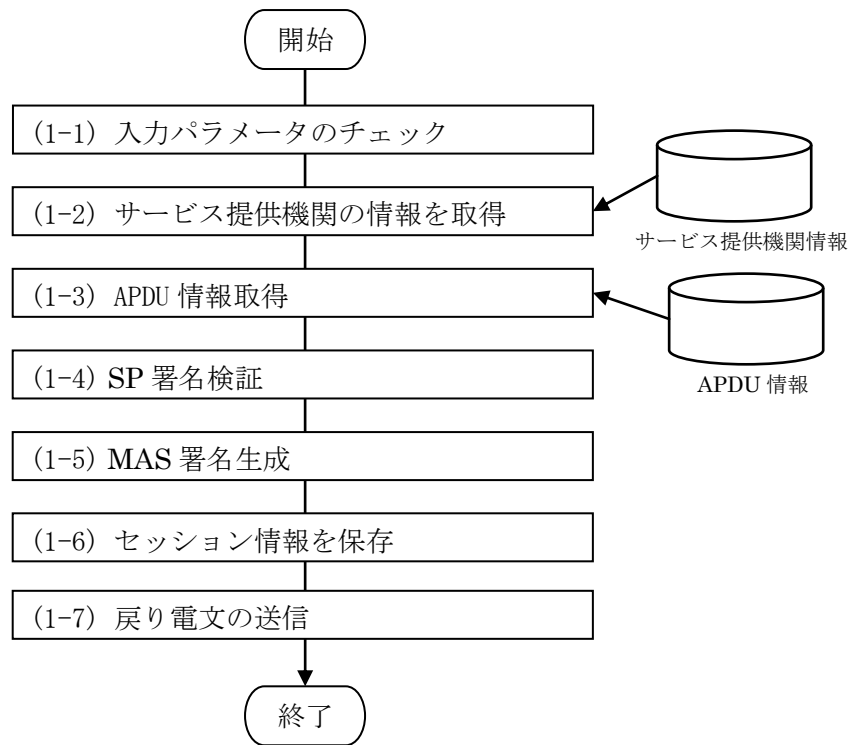 開始
(1-1) 入力パラメータのチェック
(1-2) サービス提供機関の情報を取得
サービス提供機関情報
(1-3) APDU 情報取得
APDU 情報
(1-4) SP 署名検証
(1-5) MAS 署名生成
(1-6) セッション情報を保存
(1-7) 戻り電文の送信
終了